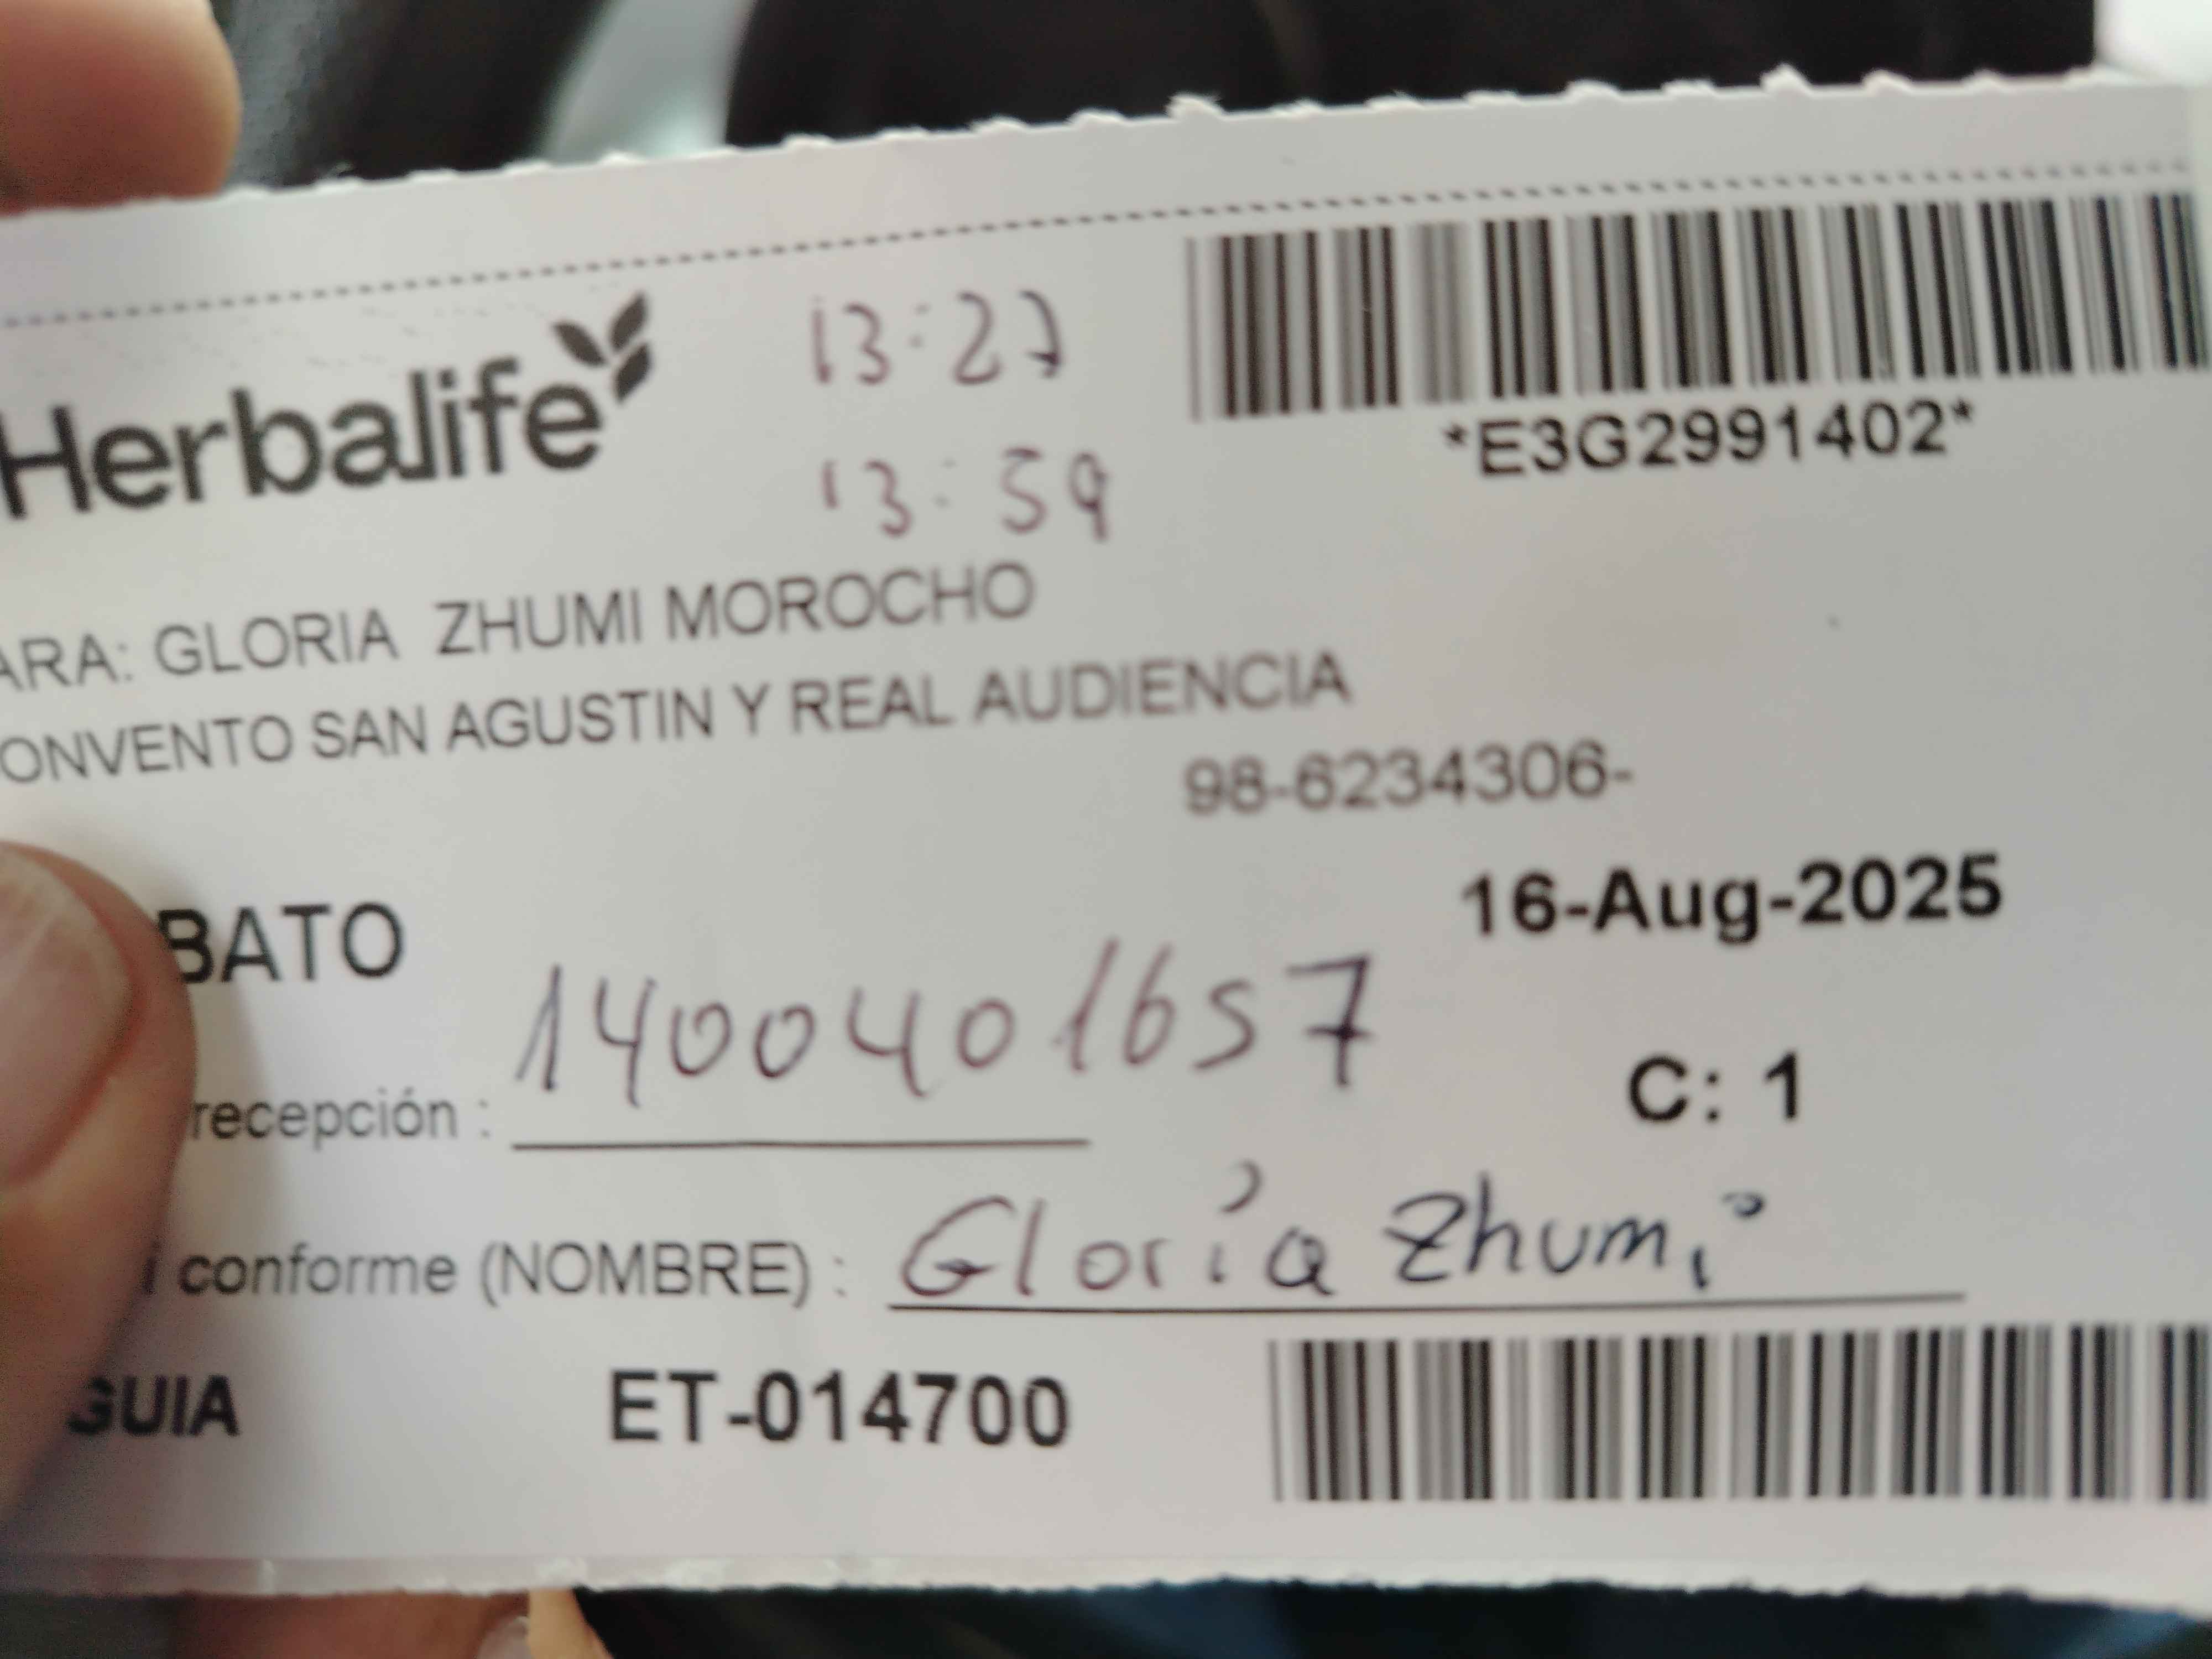 Herbalife
13:27
13:59
*E3G2991402*
ARA: GLORIA ZHUMI MOROCHO
ONVENTO SAN AGUSTIN Y REAL AUDIENCIA
98-6234306-
16-Aug-2025
BATO
1400401657
recepción :
C: 1
i conforme (NOMBRE) : Gloria Zhumi
GUIA ET-014700